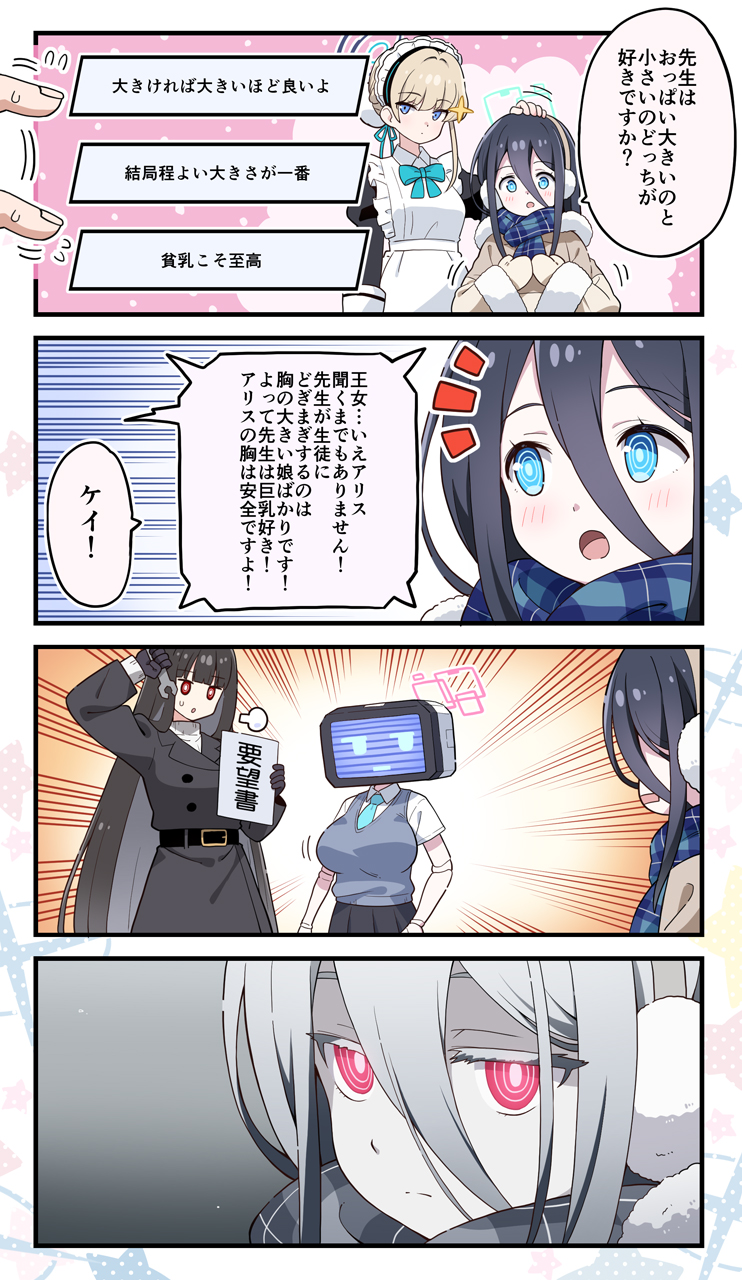 先生は
おっぱい大きいのと
小さいのどっちが
好きですか？
大きければ大きいほど良いよ
結局程よい大きさが一番
貧乳こそ至高
王女…いえアリス
聞くまでもありません！
先生が生徒に
どぎまぎするのは
胸の大きい娘ばかりです！
よって先生は巨乳好き！
アリスの胸は安全ですよ！
ケイ！
要望書